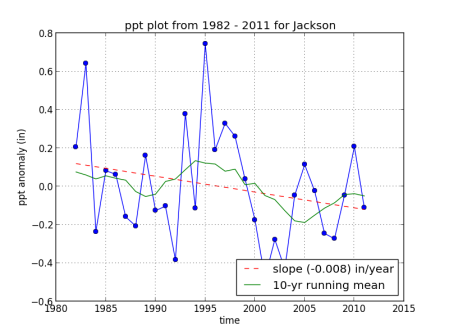 ppt plot from 1982 - 2011 for Jackson
0.8
0.6
0.4
0.2
0.0
−0.2
−0.4
−0.6
ppt anomaly (in)
slope (-0.008) in/year
10-yr running mean
1980 1985 1990 1995 2000 2005 2010 2015
time